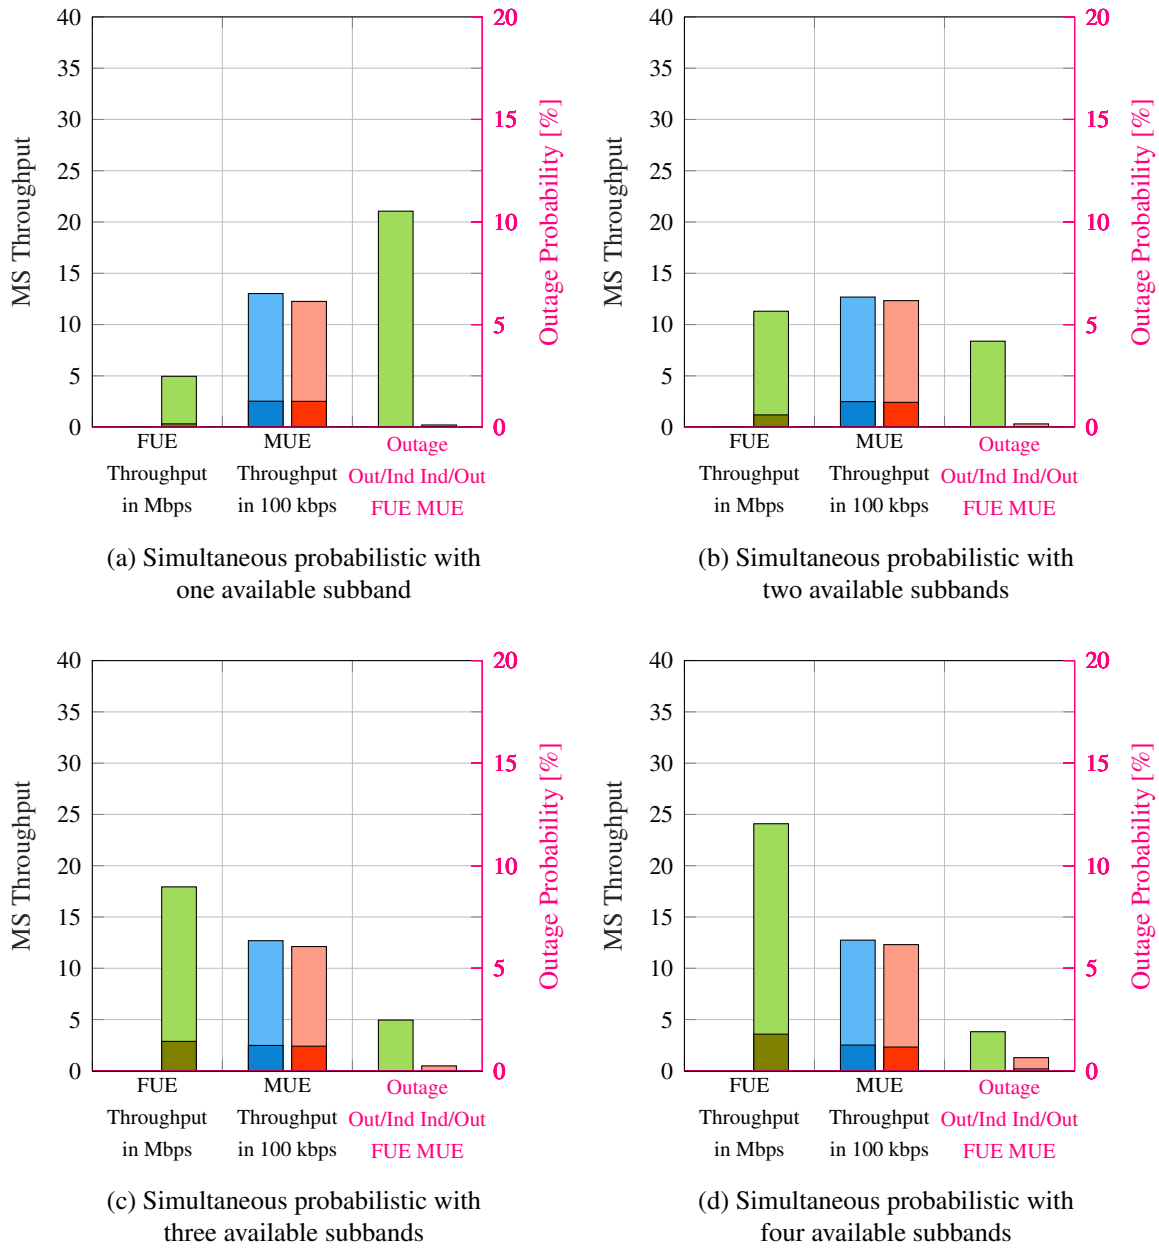 40
35
30
25
20
15
10
5
0
MS Throughput
20
15
10
5
0
Outage Probability [%]
FUE
Throughput
in Mbps
MUE
Throughput
in 100 kbps
Outage
Out/Ind Ind/Out
FUE MUE
(a) Simultaneous probabilistic with
one available subband
40
35
30
25
20
15
10
5
0
MS Throughput
20
15
10
5
0
Outage Probability [%]
FUE
Throughput
in Mbps
MUE
Throughput
in 100 kbps
Outage
Out/Ind Ind/Out
FUE MUE
(b) Simultaneous probabilistic with
two available subbands
40
35
30
25
20
15
10
5
0
MS Throughput
20
15
10
5
0
Outage Probability [%]
FUE
Throughput
in Mbps
MUE
Throughput
in 100 kbps
Outage
Out/Ind Ind/Out
FUE MUE
(c) Simultaneous probabilistic with
three available subbands
40
35
30
25
20
15
10
5
0
MS Throughput
20
15
10
5
0
Outage Probability [%]
FUE
Throughput
in Mbps
MUE
Throughput
in 100 kbps
Outage
Out/Ind Ind/Out
FUE MUE
(d) Simultaneous probabilistic with
four available subbands